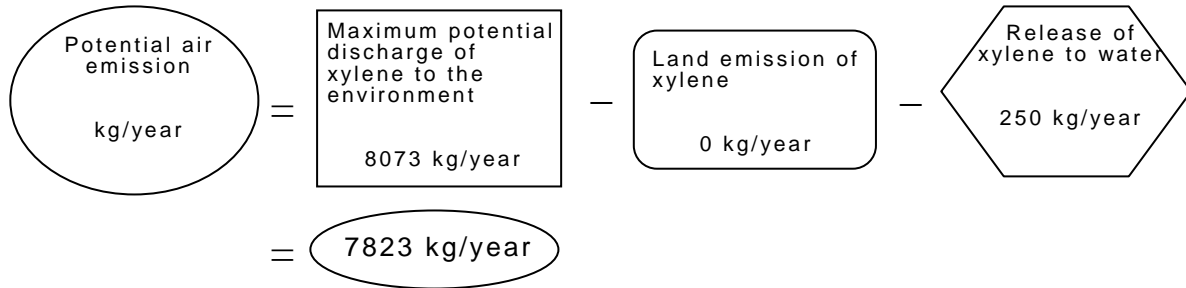 Potential air
emission
kg/year
=
Maximum potential
discharge of
xylene to the
environment
8073 kg/year
–
Land emission of
xylene
0 kg/year
–
Release of
xylene to water
250 kg/year
=
7823 kg/year